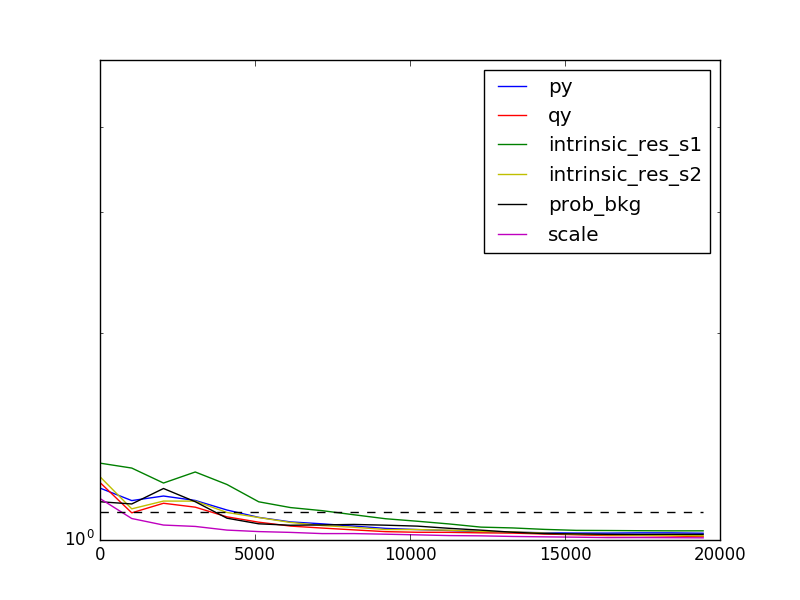 py
qy
intrinsic_res_s1
intrinsic_res_s2
prob_bkg
scale
10^0
0 5000 10000 15000 20000